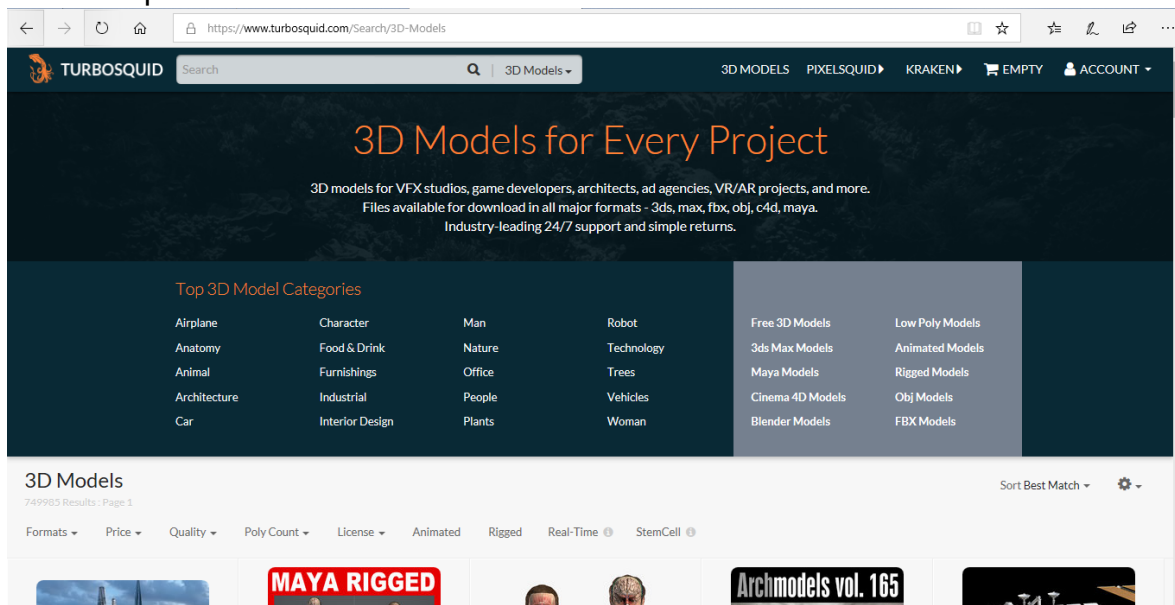 https://www.turbosquid.com/Search/3D-Models
TURBOSQUID Search 3D Models 3D MODELS PIXELSQUID KRAKEN EMPTY ACCOUNT
3D Models for Every Project
3D models for VFX studios, game developers, architects, ad agencies, VR/AR projects, and more.
Files available for download in all major formats - 3ds, max, fbx, obj, c4d, maya.
Industry-leading 24/7 support and simple returns.
Top 3D Model Categories
Airplane Character Man Robot Free 3D Models Low Poly Models
Anatomy Food & Drink Nature Technology 3ds Max Models Animated Models
Animal Furnishings Office Trees Maya Models Rigged Models
Architecture Industrial People Vehicles Cinema 4D Models Obj Models
Car Interior Design Plants Woman Blender Models FBX Models
3D Models
Sort Best Match
749985 Results : Page 1
Formats Price Quality Poly Count License Animated Rigged Real-Time StemCell
MAYA RIGGED
Archmodels vol. 165